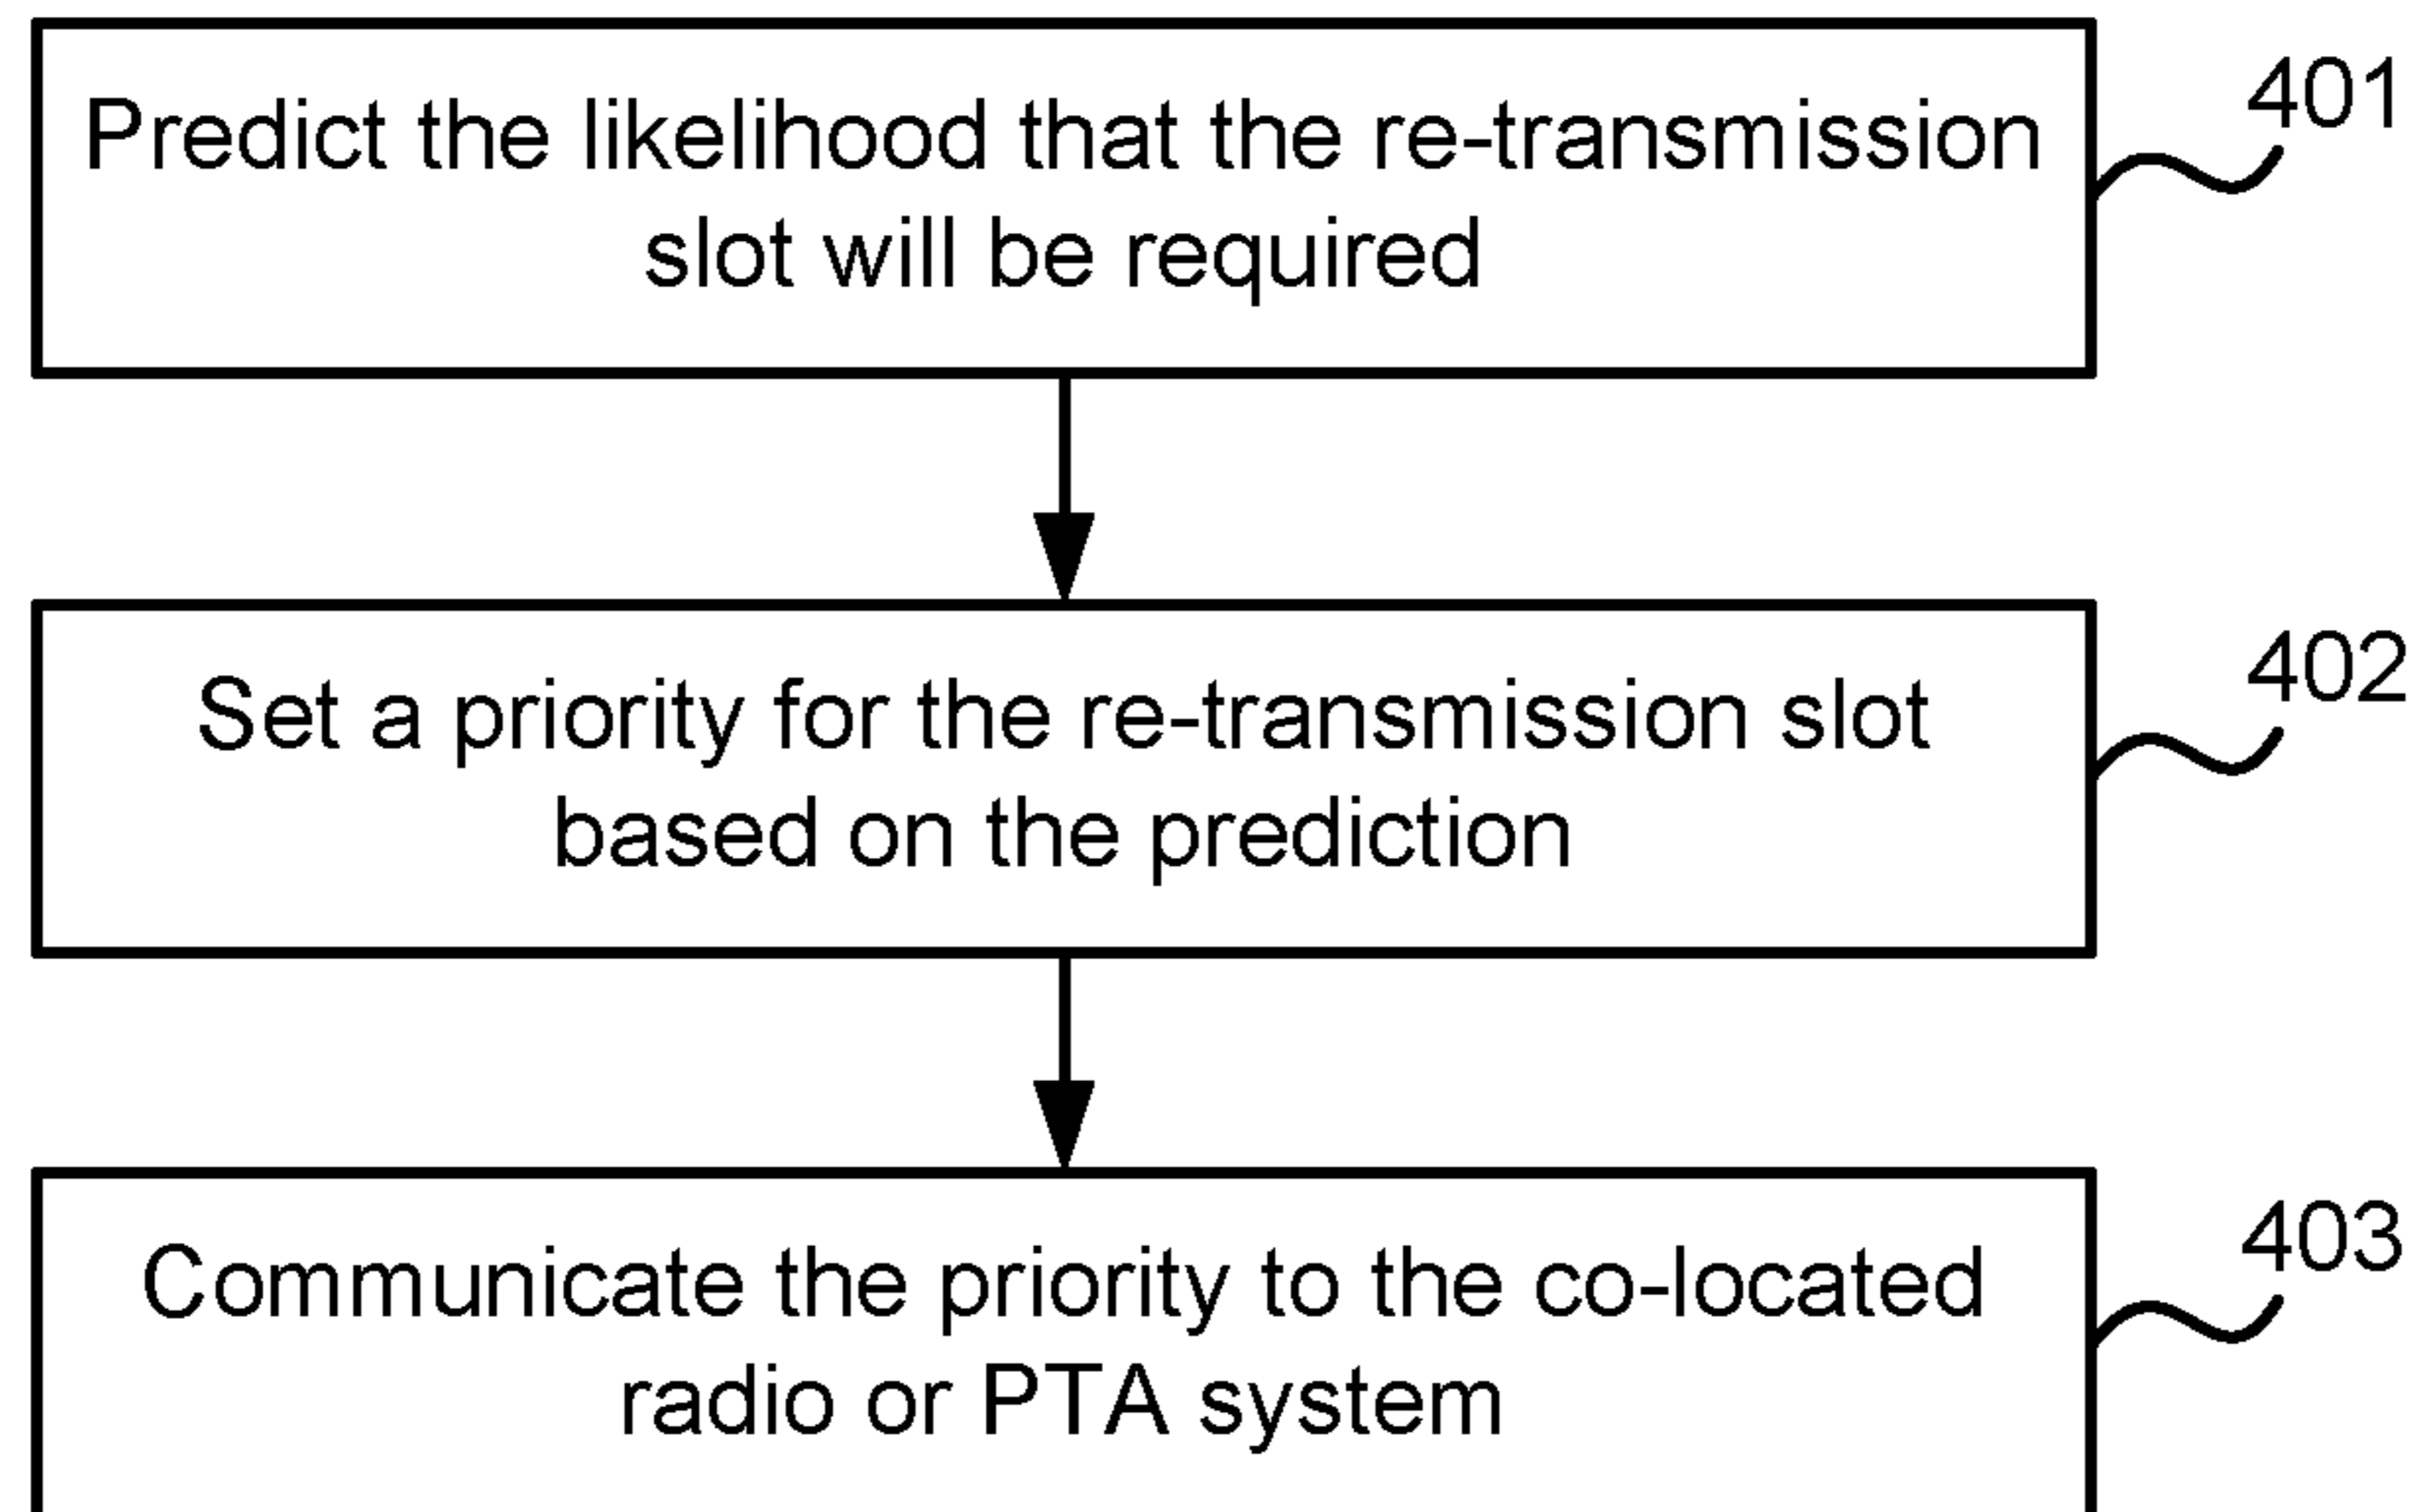 Predict the likelihood that the re-transmission
slot will be required
401
Set a priority for the re-transmission slot
based on the prediction
402
Communicate the priority to the co-located
radio or PTA system
403